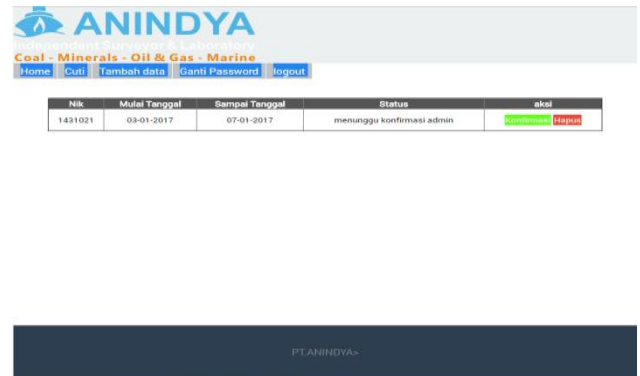 ANINDYA
Independent Surveyor & Laboratory
Coal - Minerals - Oil & Gas - Marine
Home Cuti Tambah data Ganti Password logout
Nik Mulai Tanggal Sampai Tanggal Status aksi
1431021 03-01-2017 07-01-2017 menunggu konfirmasi admin Konfirmasi Hapus
PT.ANINDYA>